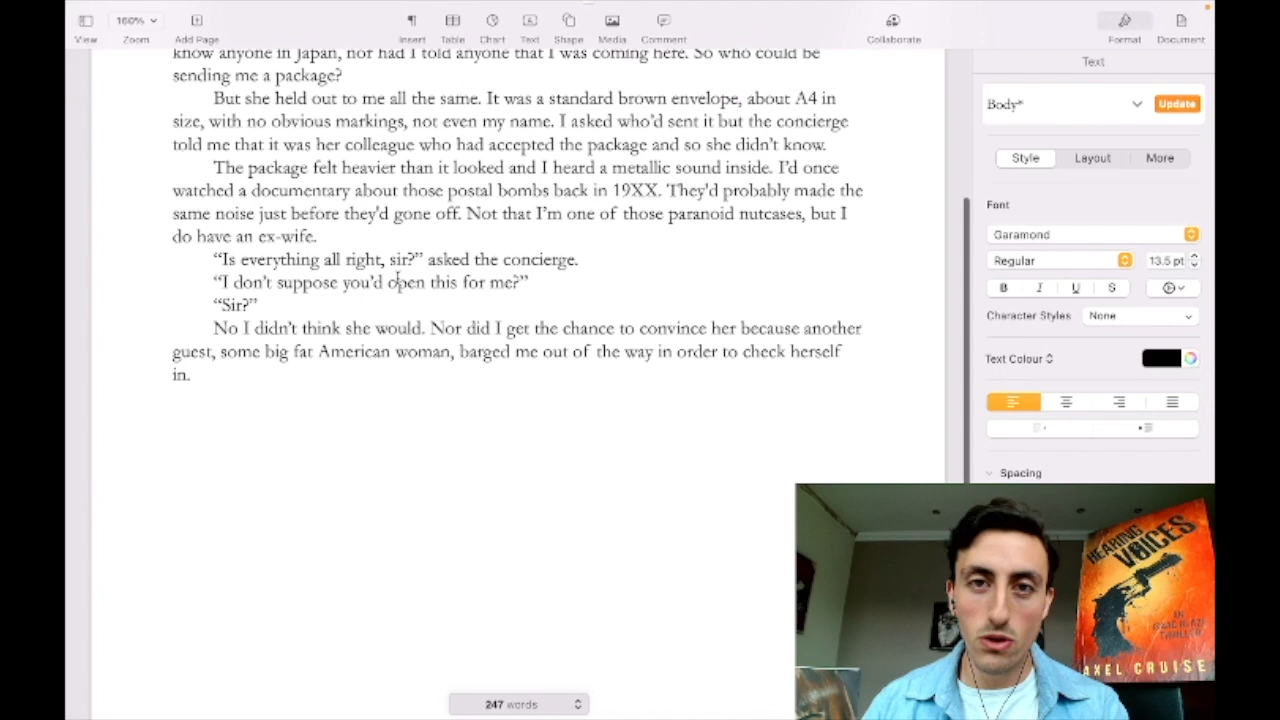 160%
View
Zoom
Add Page
Insert
Table
Chart
Text
Shape
Media
Comment
Collaborate
Format
Document
know anyone in Japan, nor had I told anyone that I was coming here. So who could be
sending me a package?
But she held out to me all the same. It was a standard brown envelope, about A4 in
size, with no obvious markings, not even my name. I asked who’d sent it but the concierge
told me that it was her colleague who had accepted the package and so she didn’t know.
The package felt heavier than it looked and I heard a metallic sound inside. I’d once
watched a documentary about those postal bombs back in 19XX. They'd probably made the
same noise just before they'd gone off. Not that I’m one of those paranoid nutcases, but I
do have an ex-wife.
“Is everything all right, sir?” asked the concierge.
“I don’t suppose you’d open this for me?”
“Sir?”
No I didn’t think she would. Nor did I get the chance to convince her because another
guest, some big fat American woman, barged me out of the way in order to check herself
in.
247 words
Text
Body*
Update
Style
Layout
More
Font
Garamond
Regular
13.5 pt
B I U S
Character Styles
None
Text Colour
Spacing
HEARING
VOICES
AN
THRILLER
AXEL CRUISE